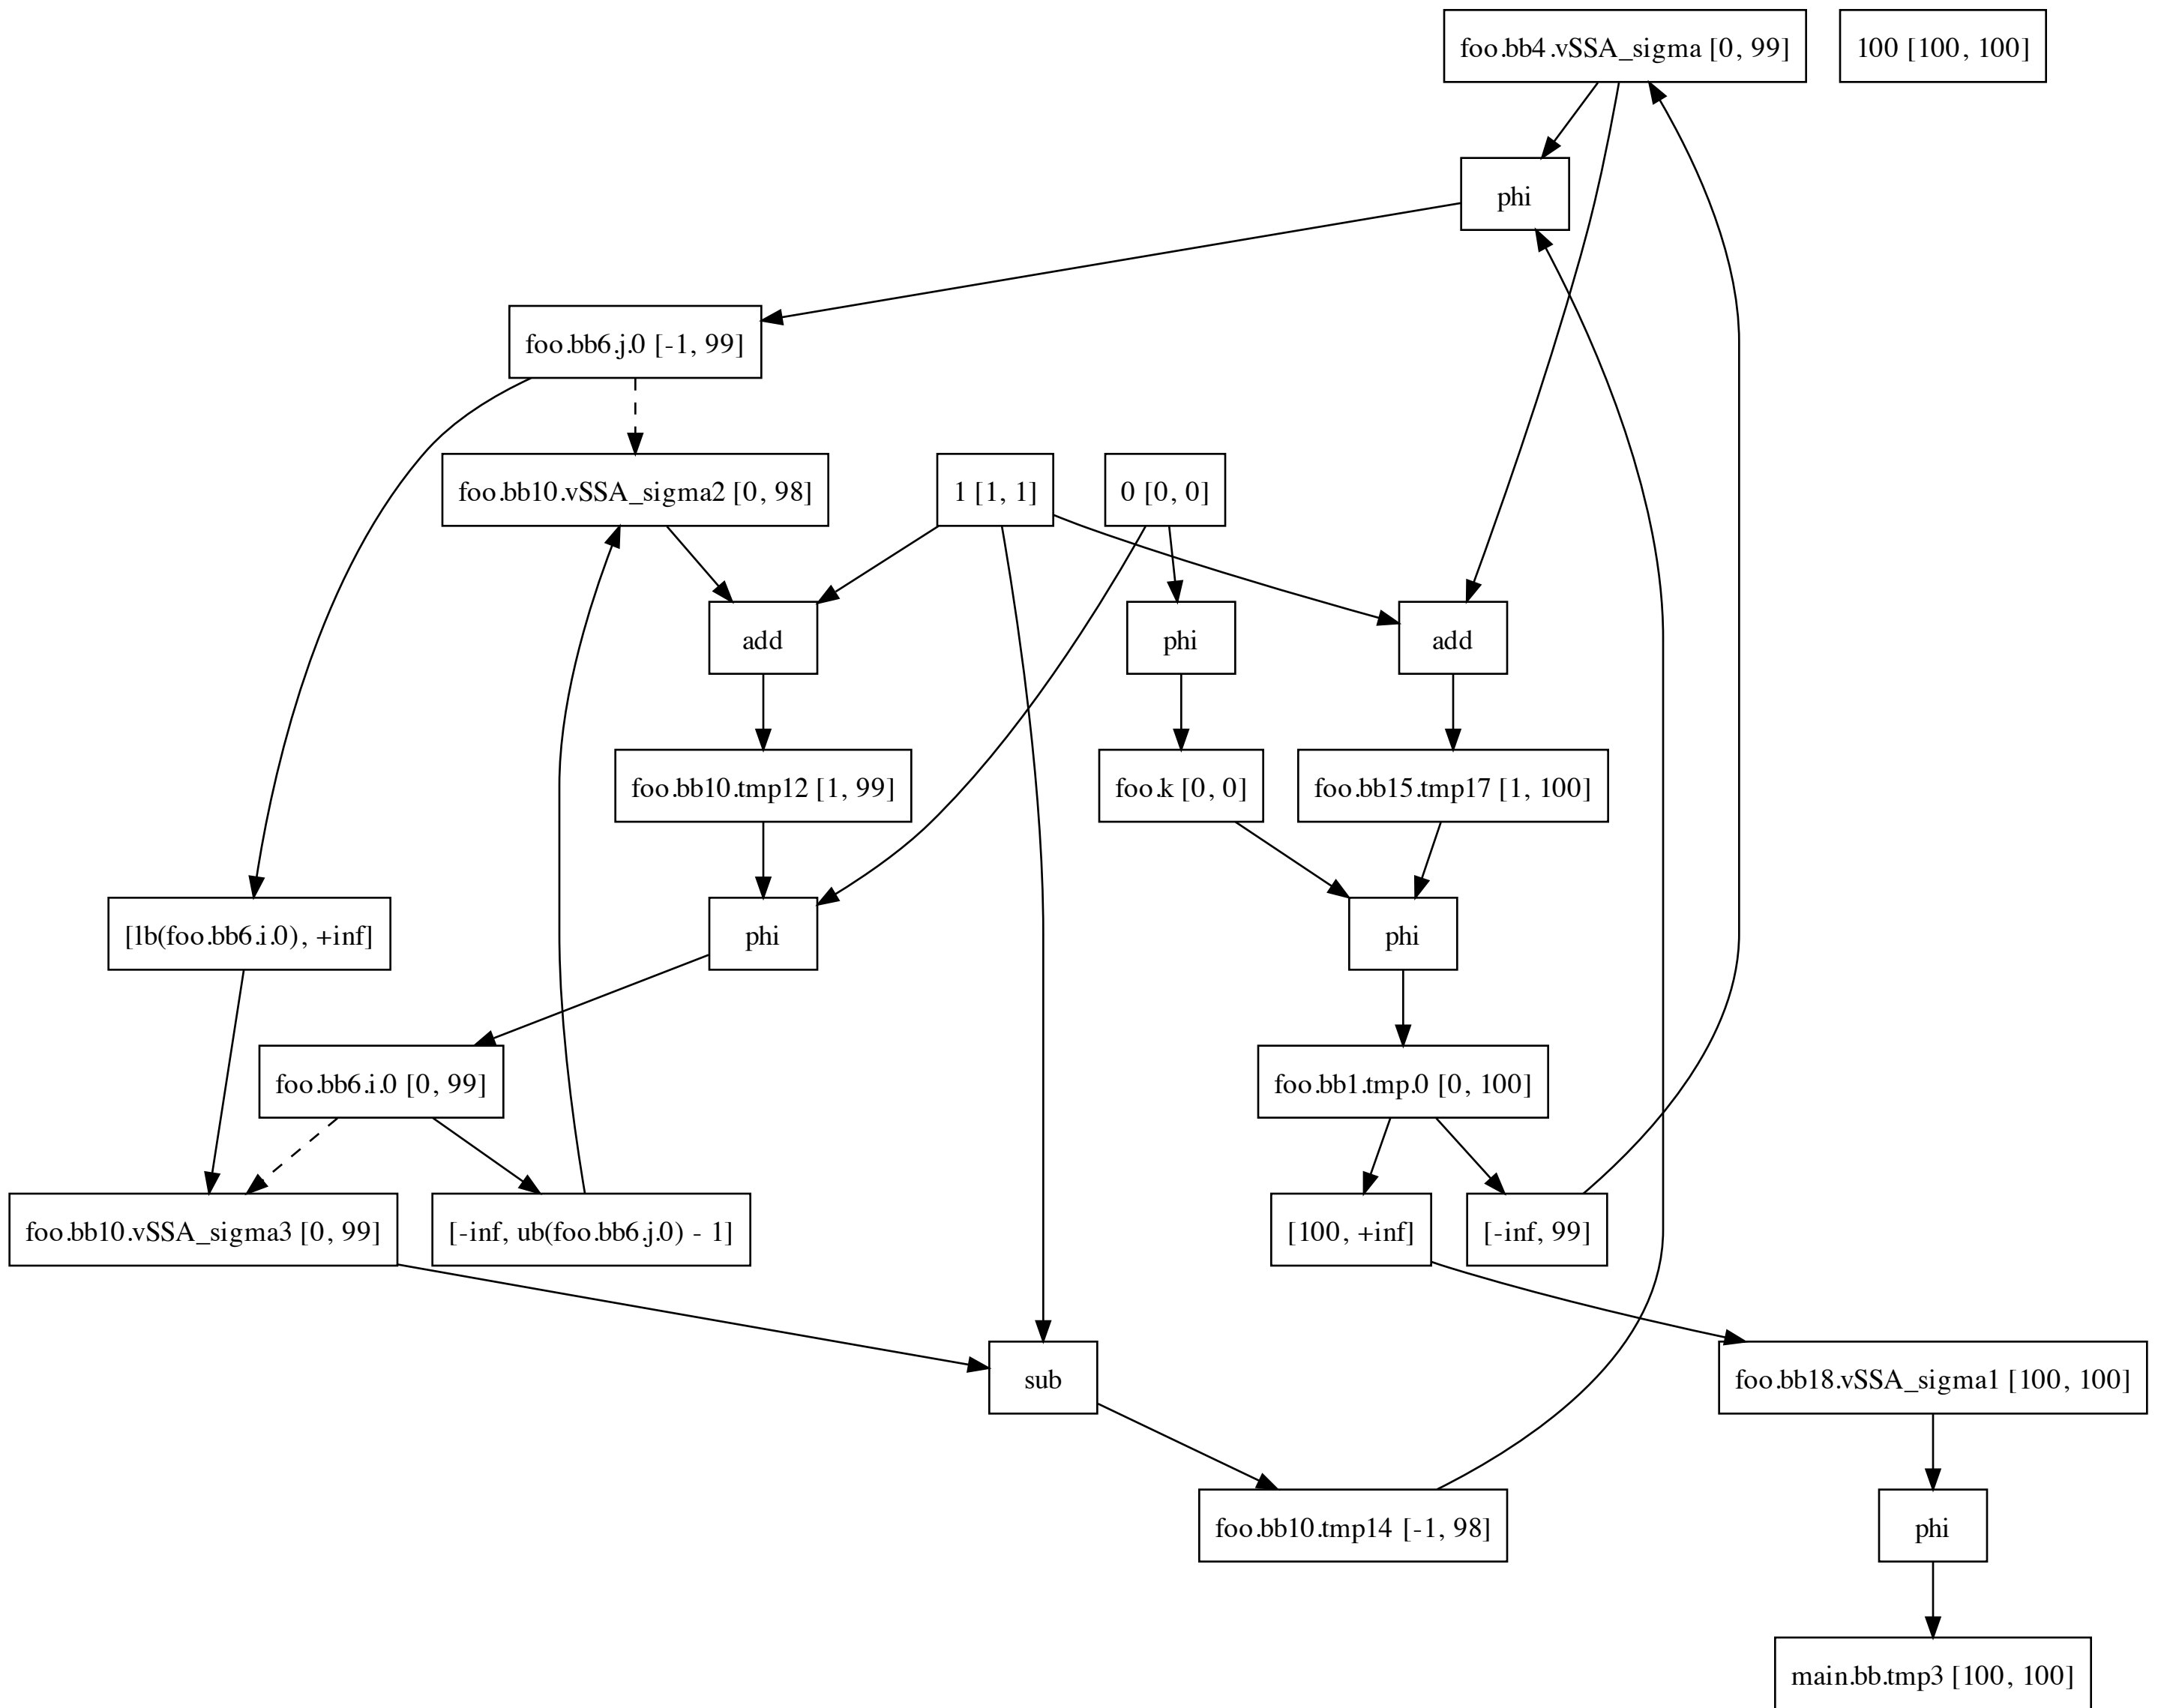 foo.bb4.vSSA_sigma [0, 99]
100 [100, 100]
phi
foo.bb6.j.0 [-1, 99]
foo.bb10.vSSA_sigma2 [0, 98]
1 [1, 1]
0 [0, 0]
add
phi
add
foo.bb10.tmp12 [1, 99]
foo.k [0, 0]
foo.bb15.tmp17 [1, 100]
[lb(foo.bb6.i.0), +inf]
phi
phi
foo.bb6.i.0 [0, 99]
foo.bb1.tmp.0 [0, 100]
foo.bb10.vSSA_sigma3 [0, 99]
[-inf, ub(foo.bb6.j.0) - 1]
[100, +inf]
[-inf, 99]
sub
foo.bb18.vSSA_sigma1 [100, 100]
foo.bb10.tmp14 [-1, 98]
phi
main.bb.tmp3 [100, 100]